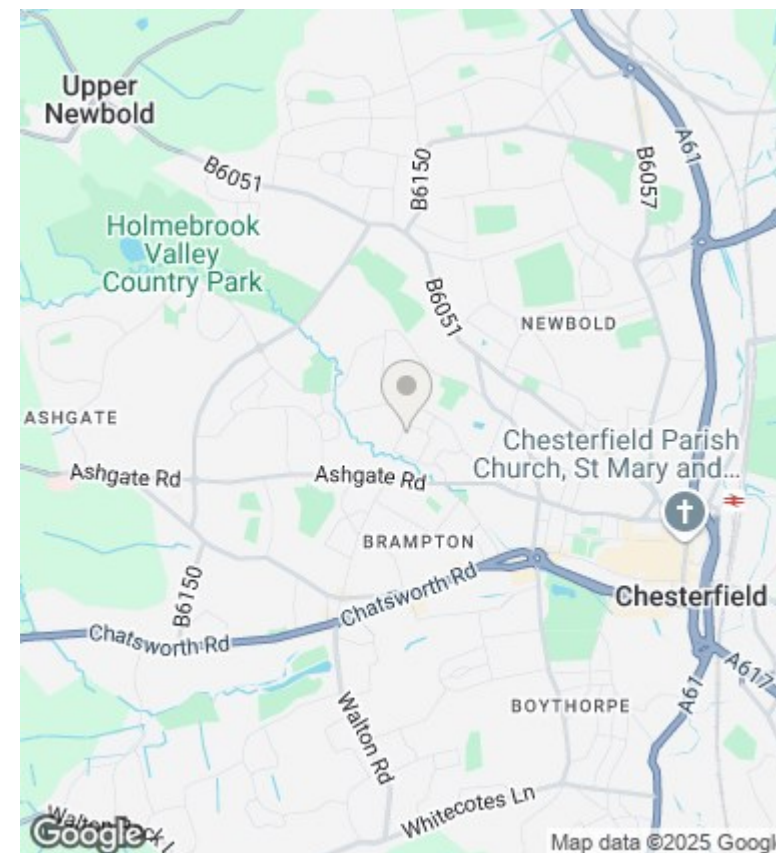 Upper
Newbold
A61
B6051
B6150
B6057
Holmebrook
Valley
Country Park
B6051
NEWBOLD
ASHGATE
Chesterfield Parish
Church, St Mary and...
Ashgate Rd
Ashgate Rd
BRAMPTON
Chatsworth Rd
Chesterfield
B6150
Chatsworth Rd
A617
A61
BOYTHORPE
Walton Rd
Whitecotes Ln
Google
Map data ©2025 Google